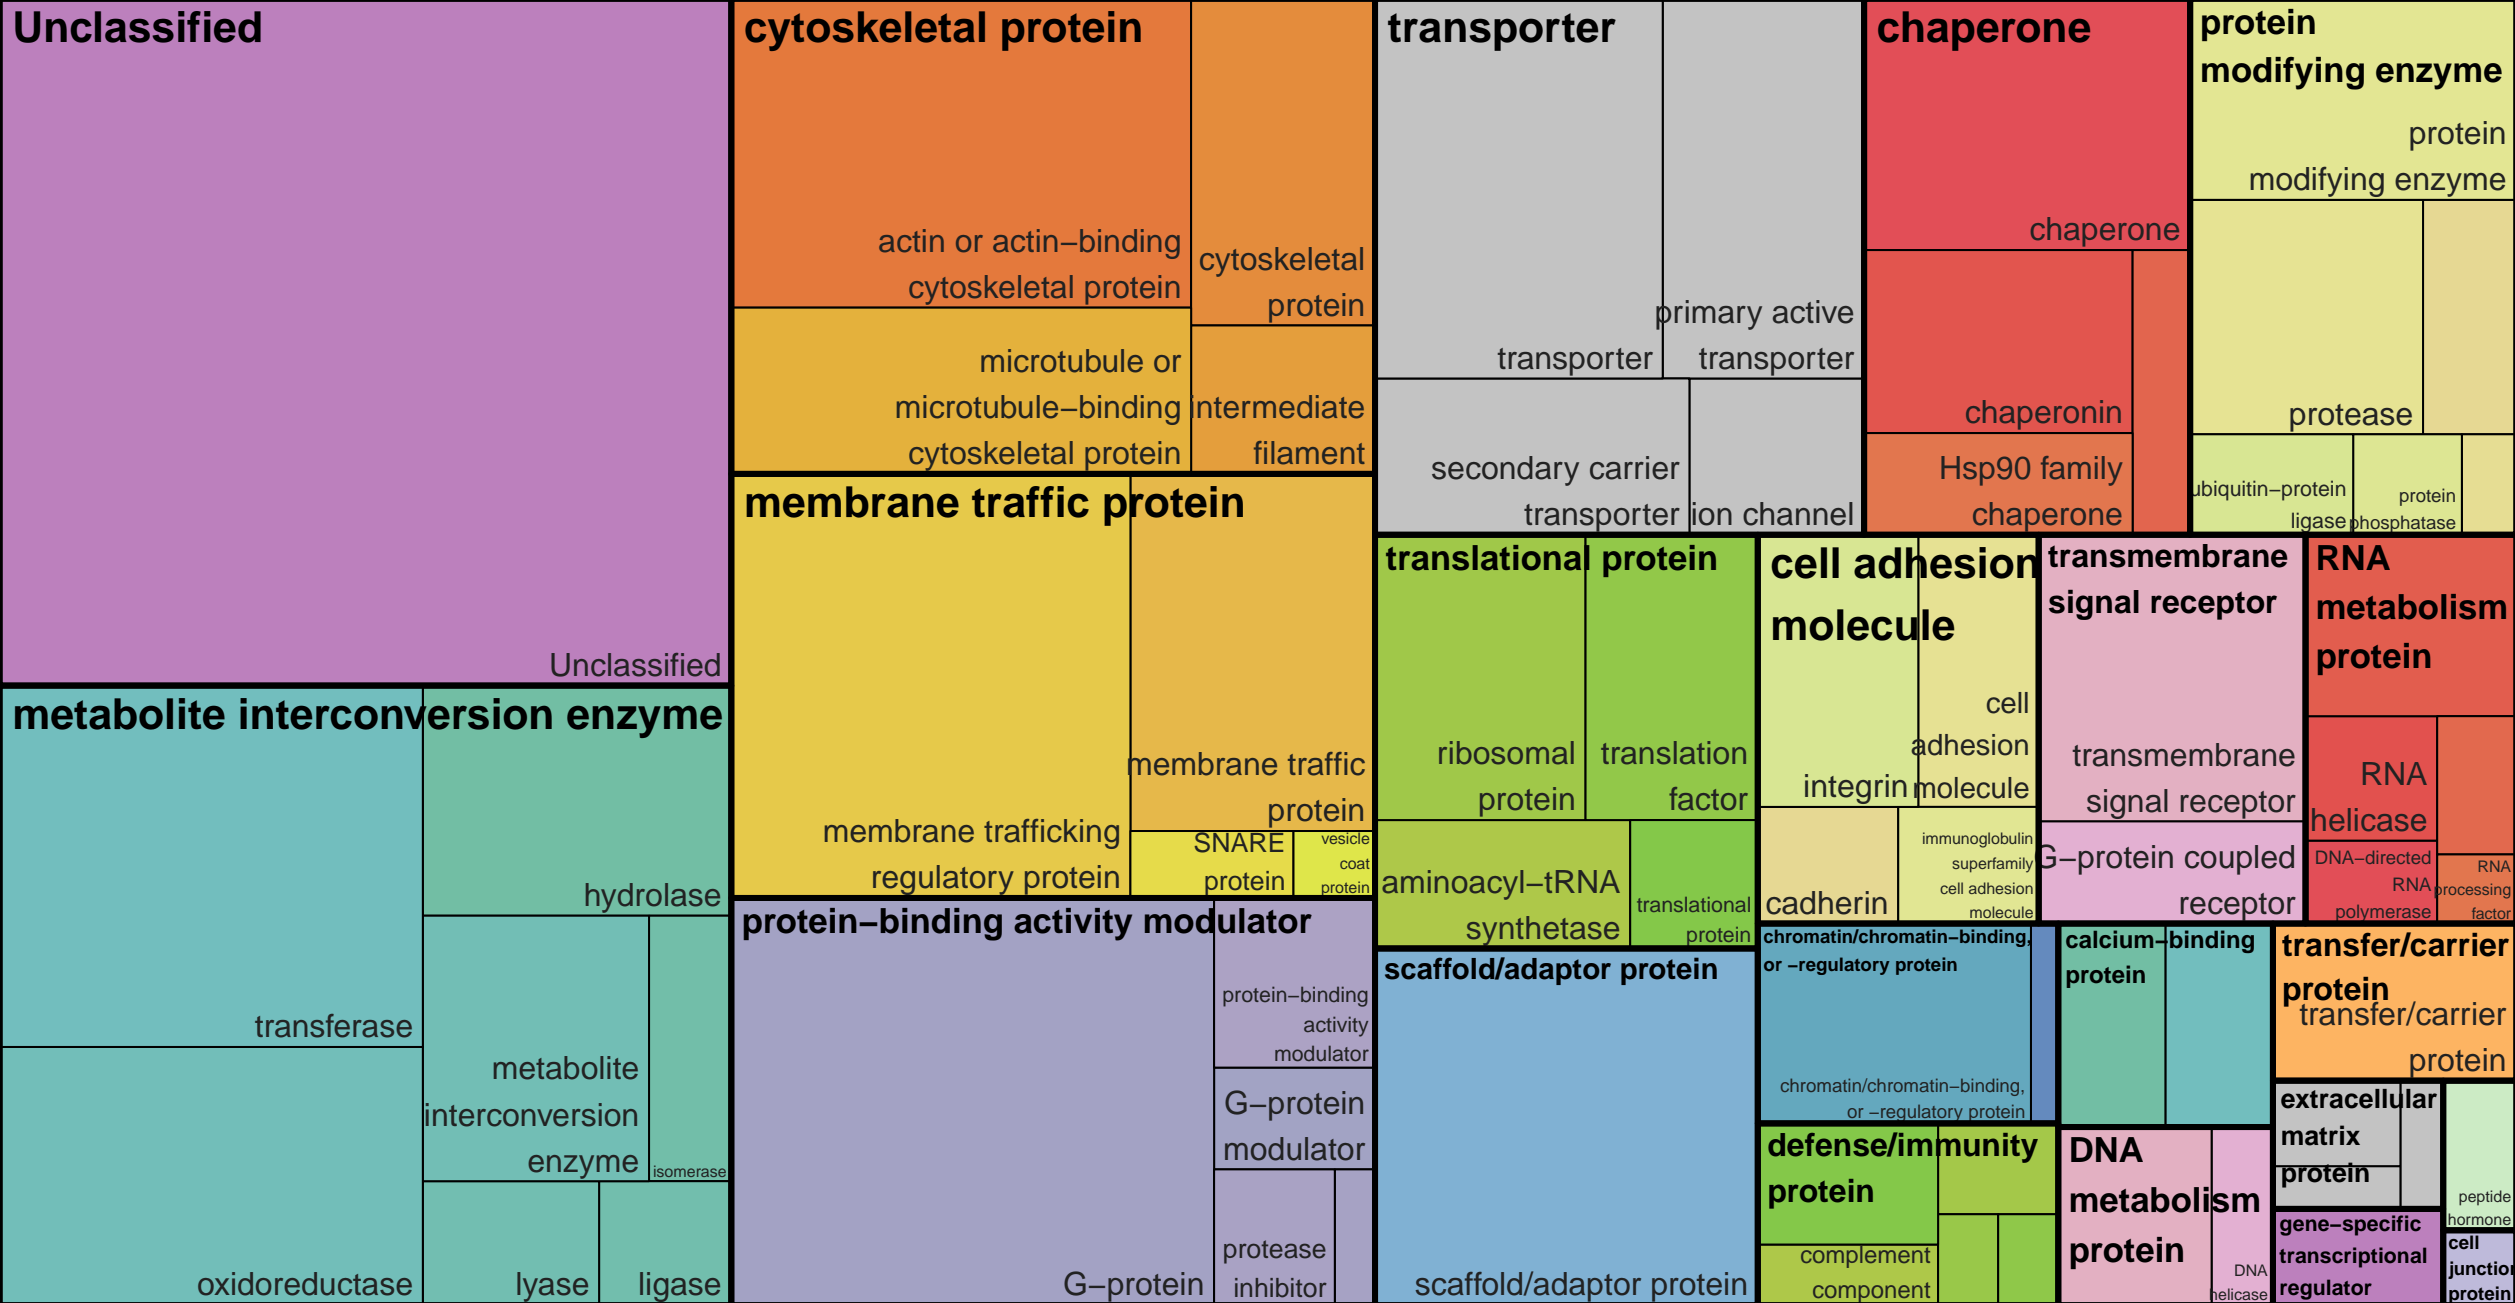 Unclassified
Unclassified
metabolite interconversion enzyme
transferase
hydrolase
oxidoreductase
metabolite
interconversion
enzyme
isomerase
lyase
ligase
cytoskeletal protein
actin or actin–binding
cytoskeletal protein
cytoskeletal
protein
microtubule or
microtubule–binding
cytoskeletal protein
intermediate
filament
membrane traffic protein
membrane trafficking
regulatory protein
membrane traffic
protein
SNARE
protein
vesicle
coat
protein
protein–binding activity modulator
G–protein
protein–binding
activity
modulator
G–protein
modulator
protease
inhibitor
transporter
transporter
primary active
transporter
secondary carrier
transporter
ion channel
chaperone
chaperone
chaperonin
Hsp90 family
chaperone
protein
modifying enzyme
protein
modifying enzyme
protease
ubiquitin–protein
ligase
protein
phosphatase
translational protein
ribosomal
protein
translation
factor
aminoacyl–tRNA
synthetase
translational
protein
cell adhesion
molecule
integrin
cell
adhesion
molecule
cadherin
immunoglobulin
superfamily
cell adhesion
molecule
transmembrane
signal receptor
transmembrane
signal receptor
G–protein coupled
receptor
RNA
metabolism
protein
RNA
helicase
DNA–directed
RNA
polymerase
RNA
processing
factor
scaffold/adaptor protein
scaffold/adaptor protein
chromatin/chromatin–binding,
or –regulatory protein
chromatin/chromatin–binding,
or –regulatory protein
calcium–binding
protein
transfer/carrier
protein
transfer/carrier
protein
defense/immunity
protein
complement
component
DNA
metabolism
protein
DNA
helicase
extracellular
matrix
protein
peptide
hormone
gene–specific
transcriptional
regulator
cell
junction
protein